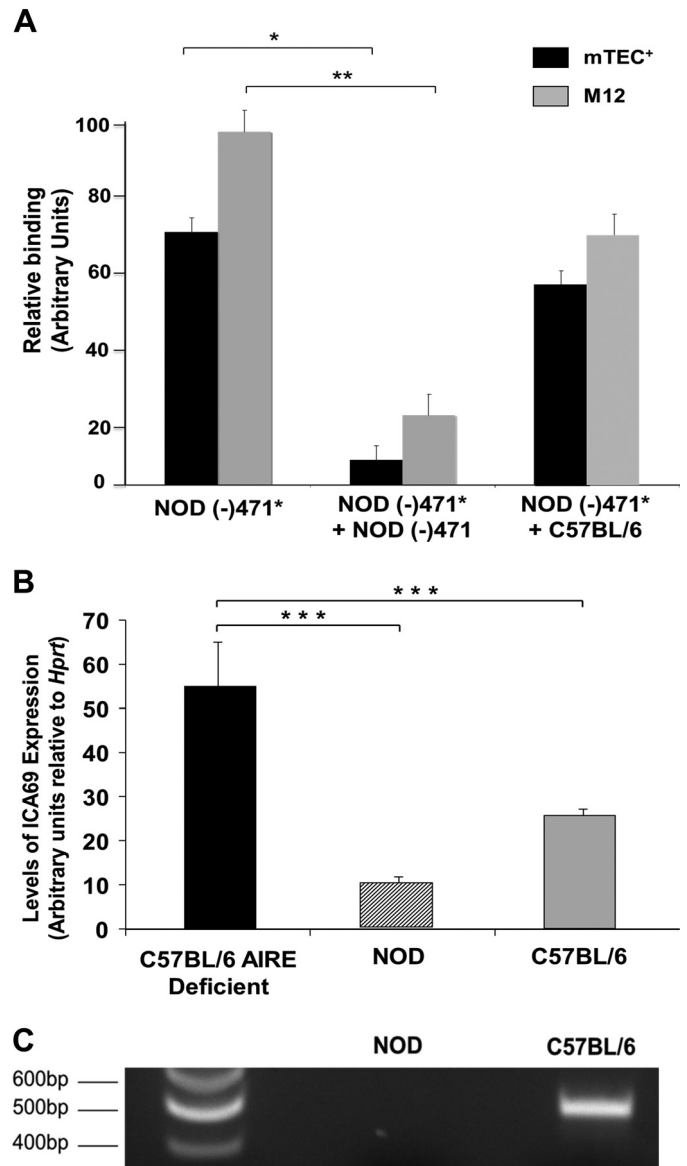 A
*
**
mTEC+
M12
Relative binding
(Arbitrary Units)
100
80
60
40
20
0
NOD (-)471*
NOD (-)471*
+ NOD (-)471
NOD (-)471*
+ C57BL/6
B
* * *
* * *
Levels of ICA69 Expression
(Arbitrary units relative to Hprt)
70
60
50
40
30
20
10
0
C57BL/6 AIRE
Deficient
NOD
C57BL/6
C
NOD
C57BL/6
600bp
500bp
400bp